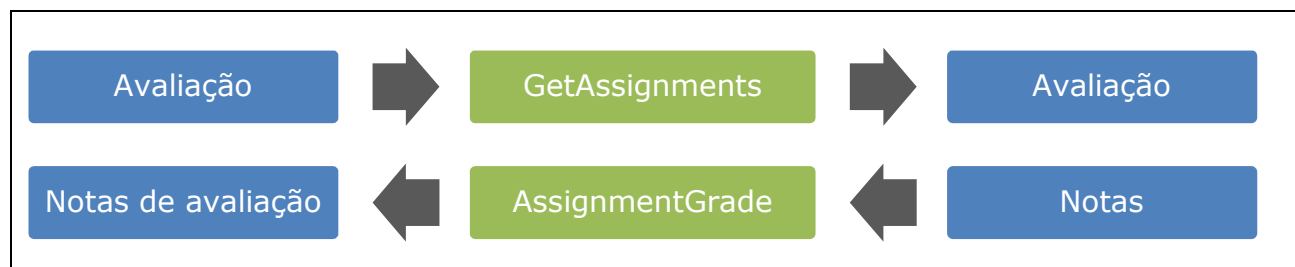 Avaliação
GetAssignments
Avaliação
Notas de avaliação
AssignmentGrade
Notas